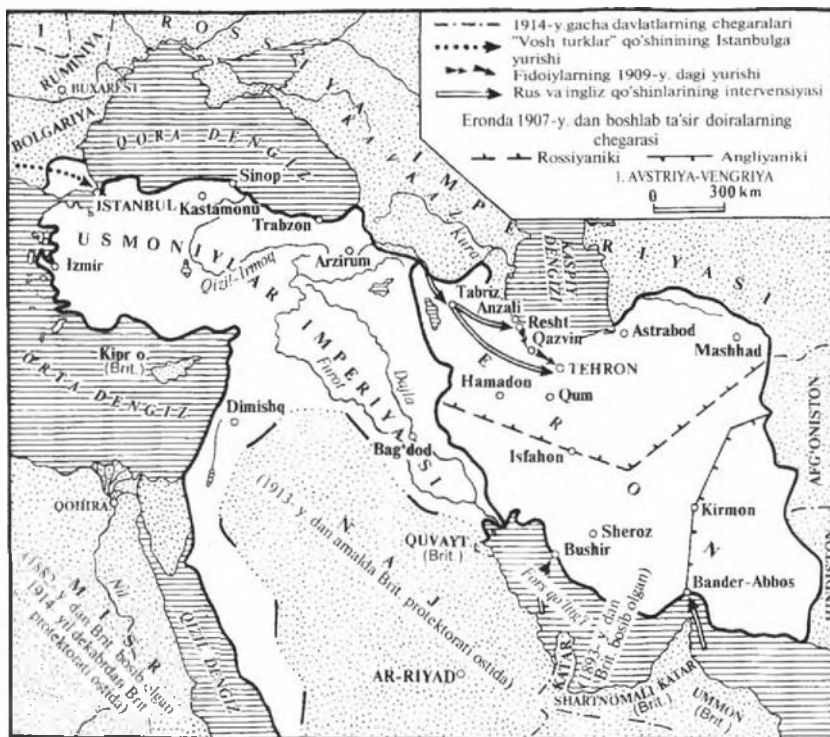 1914-y.gacha davlatlarning chegaralari
"Vosh turklar" qo'shinining Istanbulga
yurishi
Fidoiylarning 1909-y. dagi yurishi
Rus va ingliz qo'shinlarining intervensiyasi
Eronda 1907-y. dan boshlab ta'sir doiralarning
chegarasi
Rossiyaniki
Angliyaniki
1. AVSTRIYA-VENGRIYA
0 300 km
1
ROSSIYA IMPERIYASI
RUMINIYA
BUXAREST
BOLGARIYA
QORA DENGIZ
KAVKAZ
Sinop
ISTANBUL
Kastamonu
Trabzon
Kura
KASPIY
DENGIZI
USMONIYLAR IMPERIYASI
Izmir
Qizil-Irmoq
Arzirum
Tabriz
Anzali
Resht
Qazvin
Astrabod
Mashhad
TEHRON
ERON
Kipr o.
(Brit.)
O'RTA DENGIZ
Furot
Dajla
Hamadon
Qum
Dimishq
Bag'dod
Isfahon
AFG'ONISTON
QOHIRA
Kirmon
QUVAYT
(Brit.)
Sheroz
Bushir
Bander-Abbos
NAJ
(1913-y. dan amalda Brit. protektorati ostida)
MISR
Nil
(1882-y dan Brit. bosib olgan
1914-yil dekabrdan Brit
protektorati ostida)
QIZIL DENGIZ
Fors qo'ltig'i
AR-RIYAD
KATAR
(1893-y. dan
Brit. bosib olgan)
SHARTNOMALI KATAR
(Brit.)
UMMON
(Brit.)